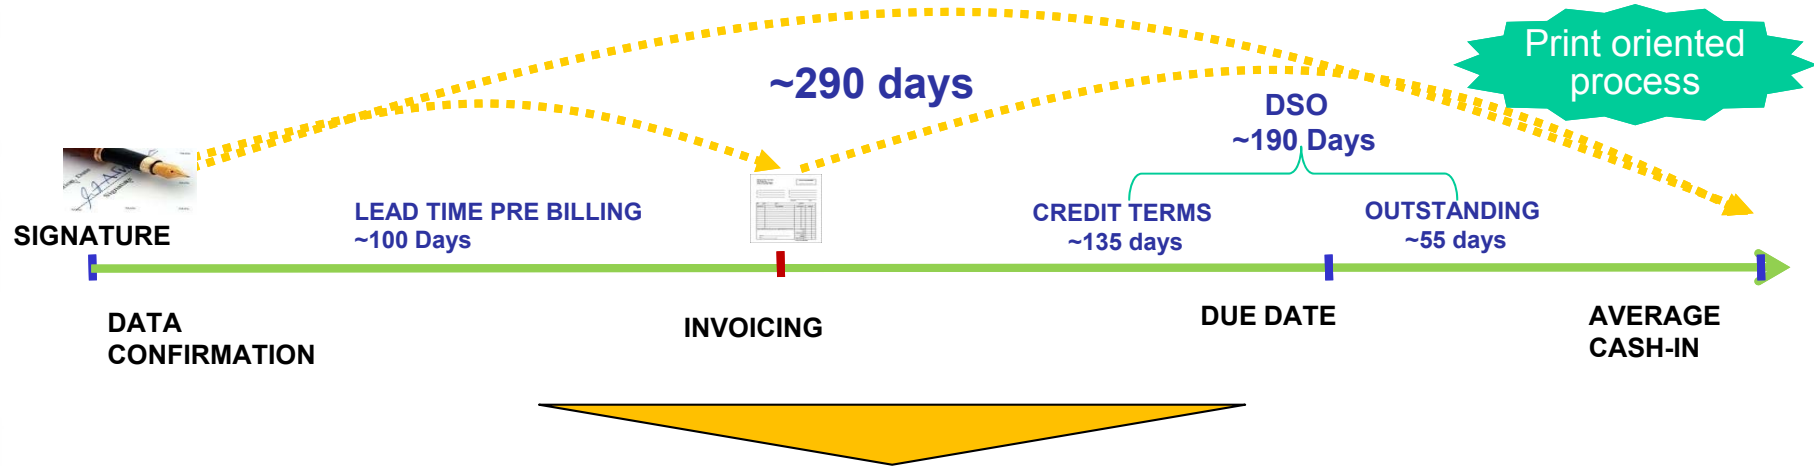 Print oriented
process
~290 days
DSO
~190 Days
LEAD TIME PRE BILLING
~100 Days
CREDIT TERMS
~135 days
OUTSTANDING
~55 days
SIGNATURE
DATA
CONFIRMATION
INVOICING
DUE DATE
AVERAGE
CASH-IN